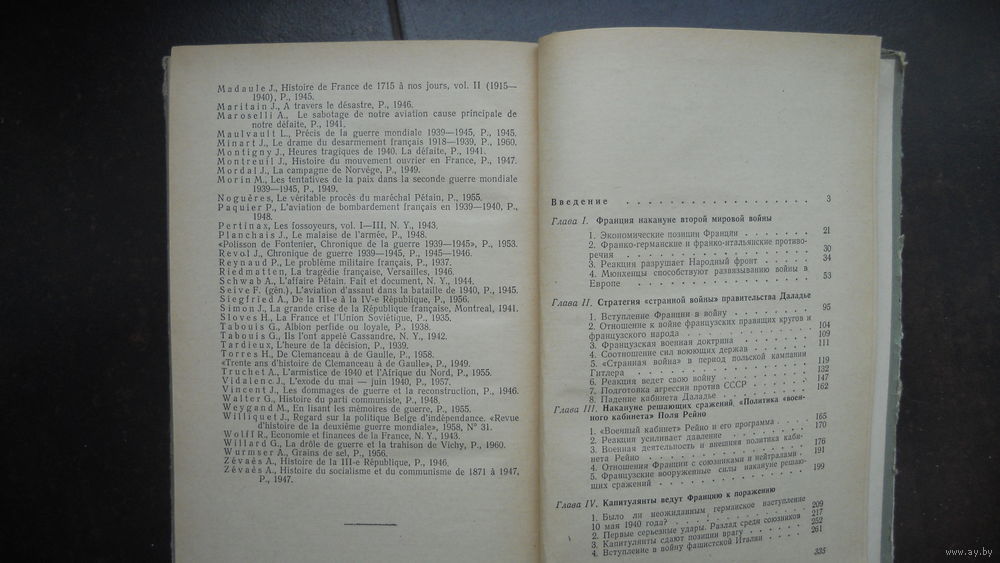 Madaule J., Histoire de France de 1715 à nos jours, vol. II (1915—
1940), P., 1945.
Maritain J., A travers le désastre, P., 1946.
Maroselli A., Le sabotage de notre aviation cause principale de
notre défaite, P., 1941.
Maulvault L., Précis de la guerre mondiale 1939—1945, P., 1945.
Minart J., Le drame du desarmement français 1918—1939, P., 1960.
Montigny J., Heures tragiques de 1940. La défaite, P., 1941.
Montreuil J., Histoire du mouvement ouvrier en France, P., 1947.
Mordal J., La campagne de Norvège, P., 1949.
Morin M., Les tentatives de la paix dans la seconde guerre mondiale
1939—1945, P., 1949.
Noguères, Le véritable procès du maréchal Pétain, P., 1955.
Paquier P., L'aviation de bombardement français en 1939—1940, P.,
1948.
Pertinax, Les fossoyeurs, vol. I—III, N. Y., 1943.
Planchais J., Le malaise de l'armée, P., 1948.
«Polisson de Fontenier, Chronique de la guerre 1939—1945», P., 1953.
Revol J., Chronique de guerre 1939—1945, P., 1945—1946.
Reynaud P., Le problème militaire français, P., 1937.
Riedmatten, La tragédie française, Versailles, 1946.
Schwab A., L'affaire Pétain. Fait et document, N. Y., 1944.
Seive F. (gén.), L'aviation d'assaut dans la bataille de 1940, P., 1945.
Siegfried A., De la III-e à la IV-e République, P., 1956.
Simon J., La grande crise de la République française, Montreal, 1941.
Sloves H., La France et l'Union Soviétique, P., 1935.
Tabouis G., Albion perfide ou loyale, P., 1938.
Tabouis G., Ils l'ont appelé Cassandre, N. Y., 1942.
Tardieux, L'heure de la décision, P., 1939.
Torres H., De Clemanceau à de Gaulle, P., 1958.
«Trente ans d'histoire de Clemanceau à de Gaulle», P., 1949.
Truchet A., L'armistice de 1940 et l'Afrique du Nord, P., 1955.
Vidalenc J., L'exode du mai — juin 1940, P., 1957.
Vincent J., Les dommages de guerre et la reconstruction, P., 1946.
Walter G., Histoire du parti communiste, P., 1948.
Weygand M., En lisant les mémoires de guerre, P., 1955.
Williquet J., Regard sur la politique Belge d'indépendance. «Revue
d'histoire de la deuxième guerre mondiale», 1958, N° 31.
Wolff R., Economie et finances de la France, N. Y., 1943.
Willard G., La drôle de guerre et la trahison de Vichy, P., 1960.
Wurmser A., Grains de sel, P., 1956.
Zévaès A., Histoire de la III-e République, P., 1946.
Zévaès A., Histoire du socialisme et du communisme de 1871 à 1947,
P., 1947.
Введение . . . . . . . . . . . . . . . 3
Глава I. Франция накануне второй мировой войны
1. Экономические позиции Франции . . . . . . . 21
2. Франко-германские и франко-итальянские противо-
речия . . . . . . . . . . . . . . . 30
3. Реакция разрушает Народный фронт . . . . . . 34
4. Мюнхенцы способствуют развязыванию войны в
Европе . . . . . . . . . . . . . . 53
Глава II. Стратегия «странной войны» правительства Даладье
1. Вступление Франции в войну . . . . . . . . 95
2. Отношение к войне французских правящих кругов и
французского народа . . . . . . . . . . 104
3. Французская военная доктрина . . . . . . . 109
4. Соотношение сил воюющих держав . . . . . . 111
5. «Странная война» в период польской кампании
Гитлера . . . . . . . . . . . . . . 119
6. Реакция ведет свою войну . . . . . . . . 132
7. Подготовка агрессии против СССР . . . . . . 147
8. Падение кабинета Даладье . . . . . . . . 162
Глава III. Накануне решающих сражений. «Политика «воен-
ного кабинета» Поля Рейно
1. «Военный кабинет» Рейно и его программа . . . 165
2. Реакция усиливает давление . . . . . . . 170
3. Военная деятельность и внешняя политика каби-
нета Рейно . . . . . . . . . . . . 176
4. Отношения Франции с союзниками и нейтралами . 191
5. Французские вооруженные силы накануне решаю-
щих сражений . . . . . . . . . . . . 199
Глава IV. Капитулянты ведут Францию к поражению
1. Было ли неожиданным германское наступление
10 мая 1940 года? . . . . . . . . . . . 209
2. Первые серьезные удары. Разлад среди союзников 217
3. Капитулянты сдают позиции врагу . . . . . . 252
4. Вступление в войну фашистской Италии . . . . 261
335
www.ay.by